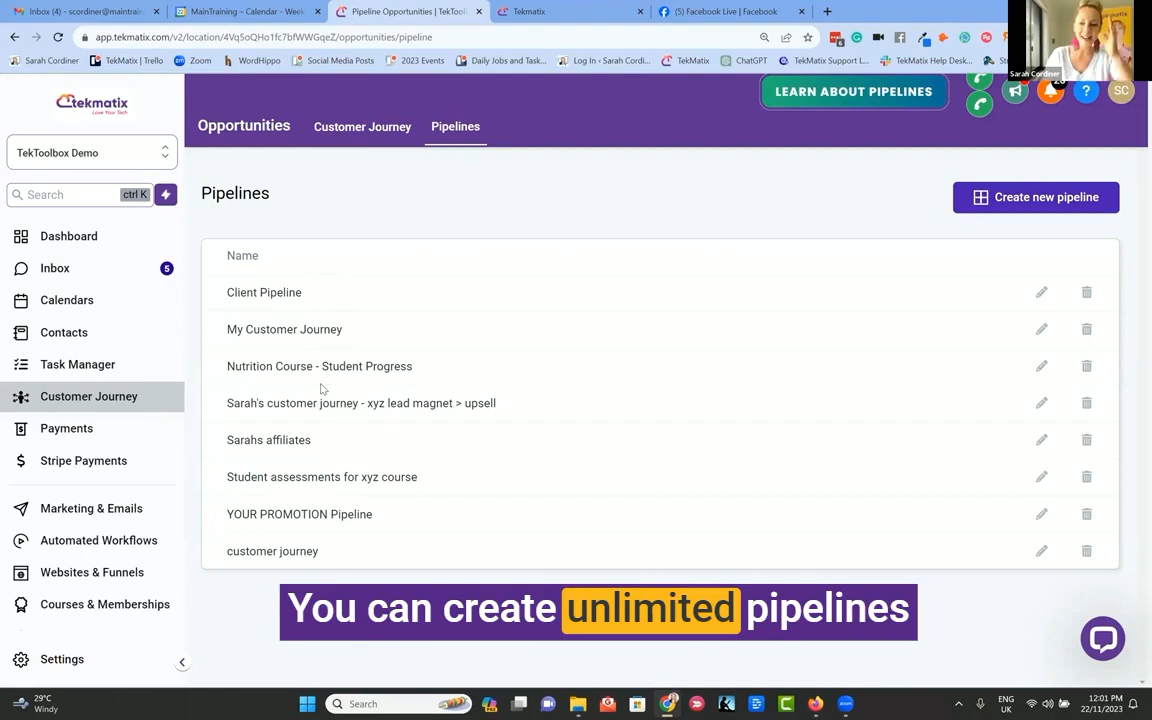 Inbox (4) - scordiner@maintrain
MainTraining - Calendar - Week
Pipeline Opportunities | TekTool
Tekmatix
(5) Facebook Live | Facebook
app.tekmatix.com/v2/location/4Vq5oQHo1fc7bfWWGqeZ/opportunities/pipeline
Sarah Cordiner
TekMatix | Trello
Zoom
WordHippo
Social Media Posts
2023 Events
Daily Jobs and Task...
Log In ‹ Sarah Cordi...
TekMatix
ChatGPT
TekMatix Support L...
TekMatix Help Desk...
Sarah Cordiner
tekmatix
Love Your Tech
LEARN ABOUT PIPELINES
SC
Opportunities
Customer Journey
Pipelines
TekToolbox Demo
Search
ctrl K
Pipelines
Create new pipeline
Dashboard
Inbox
5
Calendars
Contacts
Task Manager
Customer Journey
Payments
Stripe Payments
Marketing & Emails
Automated Workflows
Websites & Funnels
Courses & Memberships
Settings
Name
Client Pipeline
My Customer Journey
Nutrition Course - Student Progress
Sarah's customer journey - xyz lead magnet > upsell
Sarahs affiliates
Student assessments for xyz course
YOUR PROMOTION Pipeline
customer journey
You can create unlimited pipelines
29°C
Windy
Search
ENG
UK
12:01 PM
22/11/2023